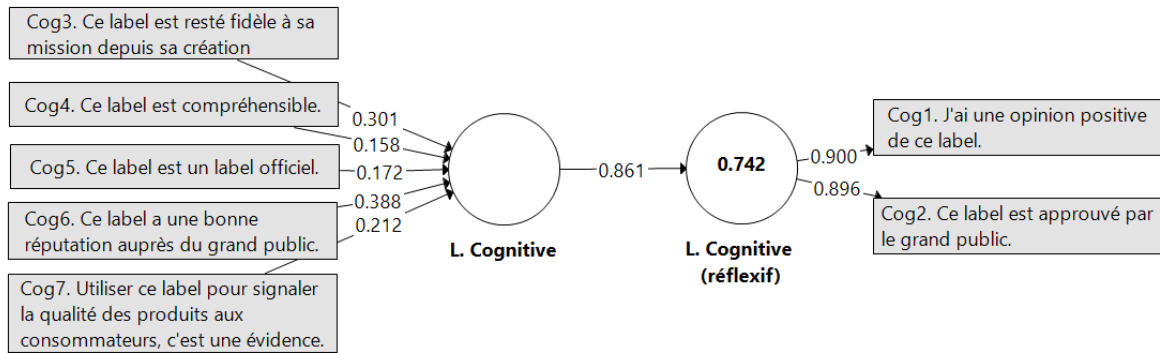 Cog3. Ce label est resté fidèle à sa
mission depuis sa création
Cog4. Ce label est compréhensible.
Cog5. Ce label est un label officiel.
Cog6. Ce label a une bonne
réputation auprès du grand public.
Cog7. Utiliser ce label pour signaler
la qualité des produits aux
consommateurs, c'est une évidence.
0.301
0.158
0.172
0.388
0.212
L. Cognitive
0.861
0.742
L. Cognitive
(réflexif)
0.900
0.896
Cog1. J'ai une opinion positive
de ce label.
Cog2. Ce label est approuvé par
le grand public.